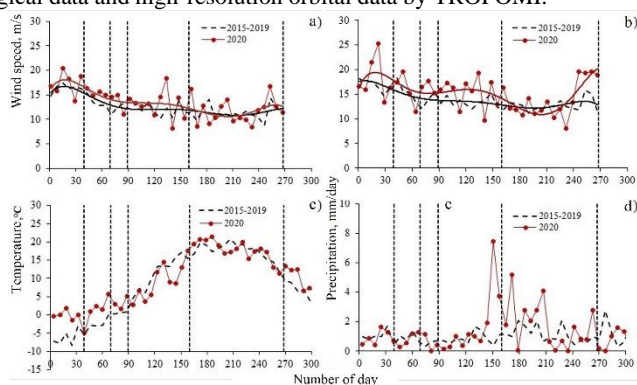 gical data and high resolution orbital data by TROPOMI.
a)
2015-2019
2020
Wind speed, m/s
30
25
20
15
10
5
0
0 30 60 90 120 150 180 210 240 270 300
b)
2015-2019
2020
30
25
20
15
10
5
0
0 30 60 90 120 150 180 210 240 270 300
c)
2015-2019
2020
Temperature,°C
30
25
20
15
10
5
0
-5
-10
-15
0 30 60 90 120 150 180 210 240 270 300
c
d)
2015-2019
2020
Precipitation, mm/day
10
8
6
4
2
0
0 30 60 90 120 150 180 210 240 270 300
Number of day